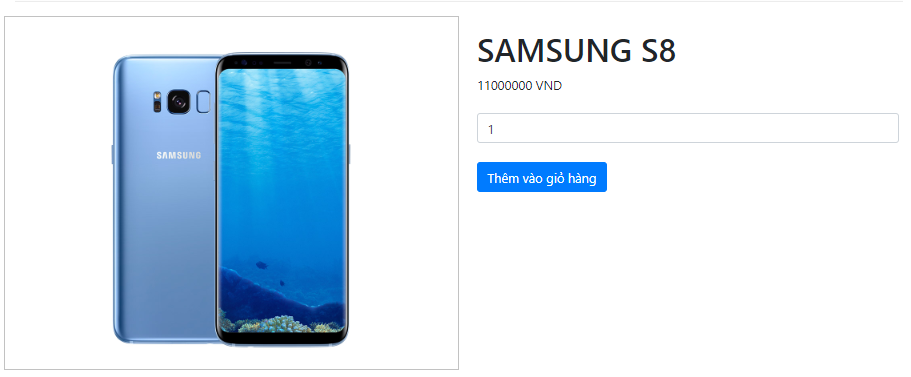 SAMSUNG S8
11000000 VND
1
Thêm vào giỏ hàng
SAMSUNG